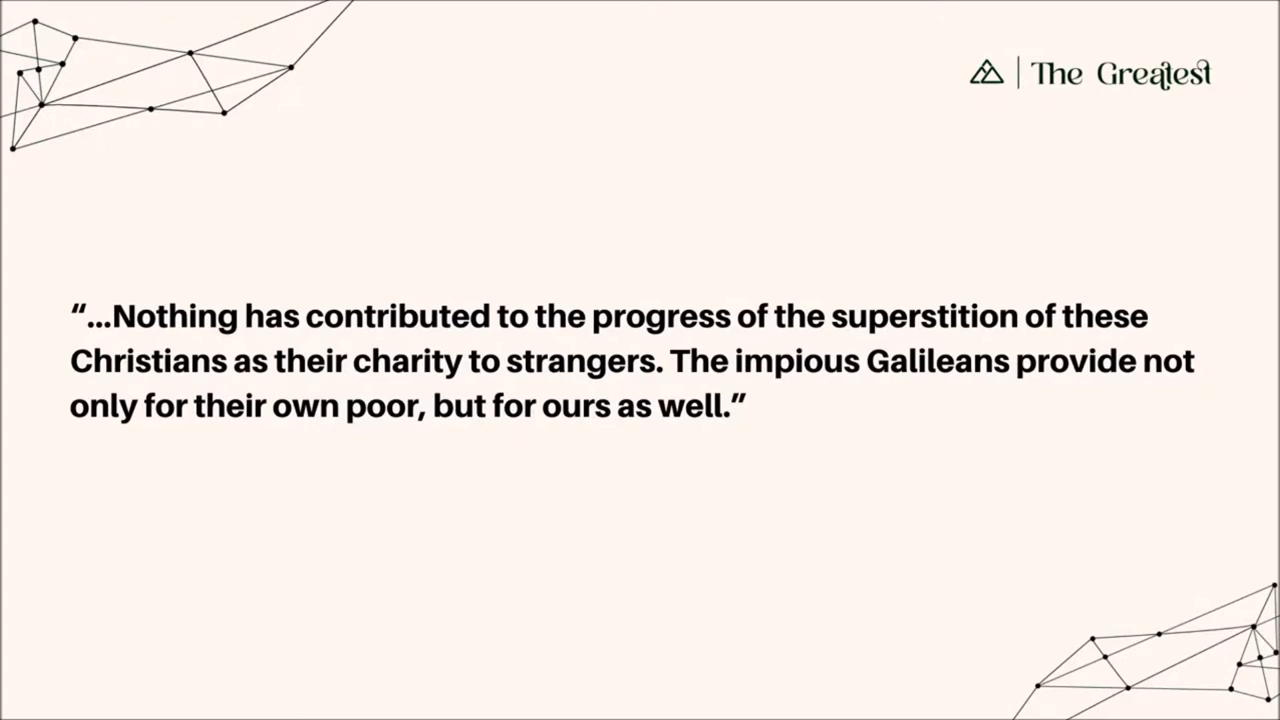 The Greatest
“...Nothing has contributed to the progress of the superstition of these
Christians as their charity to strangers. The impious Galileans provide not
only for their own poor, but for ours as well.”